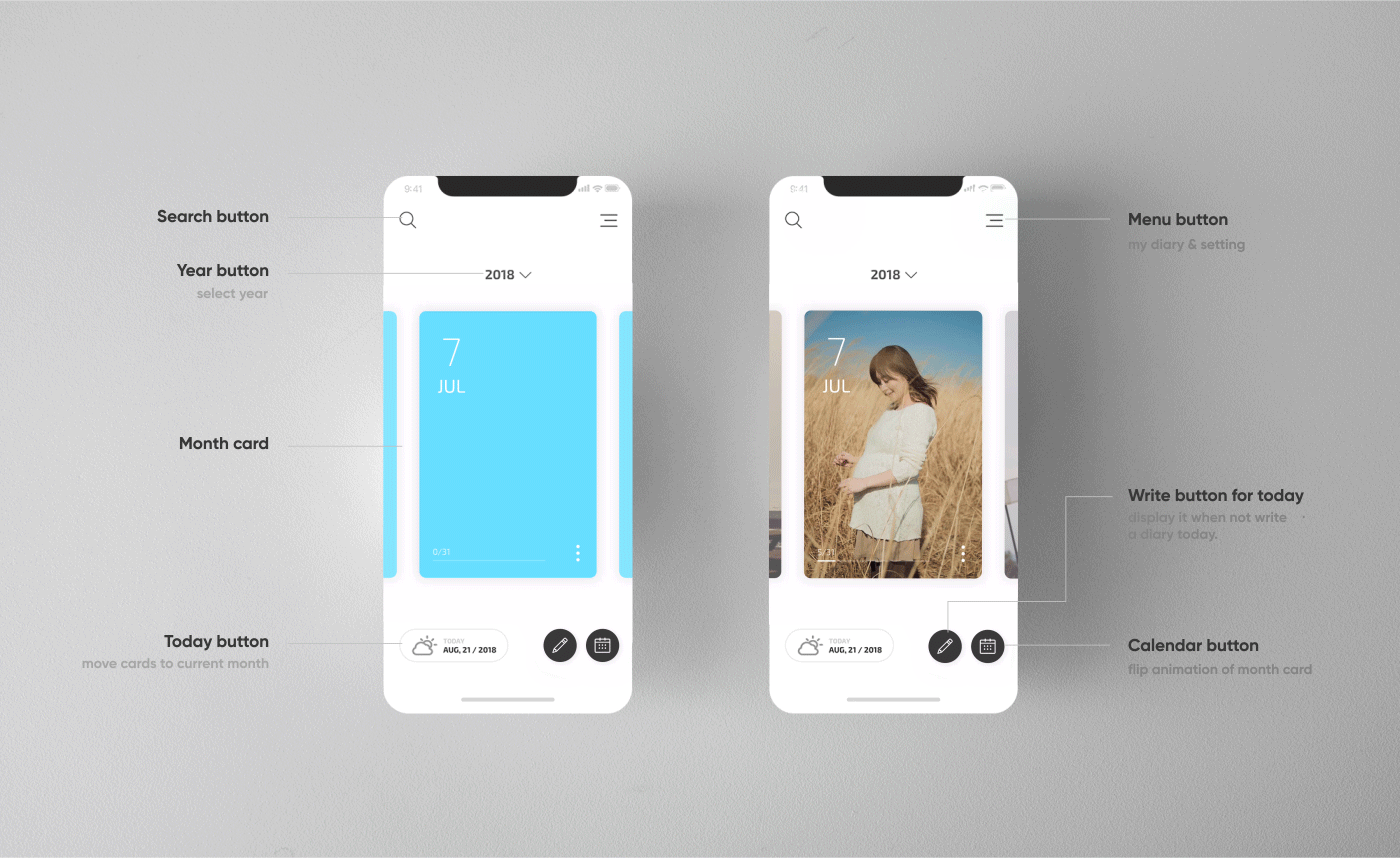 Search button
Year button
select year
Month card
Today button
move cards to current month
9:41
2018
7
JUL
0/31
TODAY
AUG, 21 / 2018
9:41
2018
7
JUL
5/31
TODAY
AUG, 21 / 2018
Menu button
my diary & setting
Write button for today
display it when not write
a diary today.
Calendar button
flip animation of month card